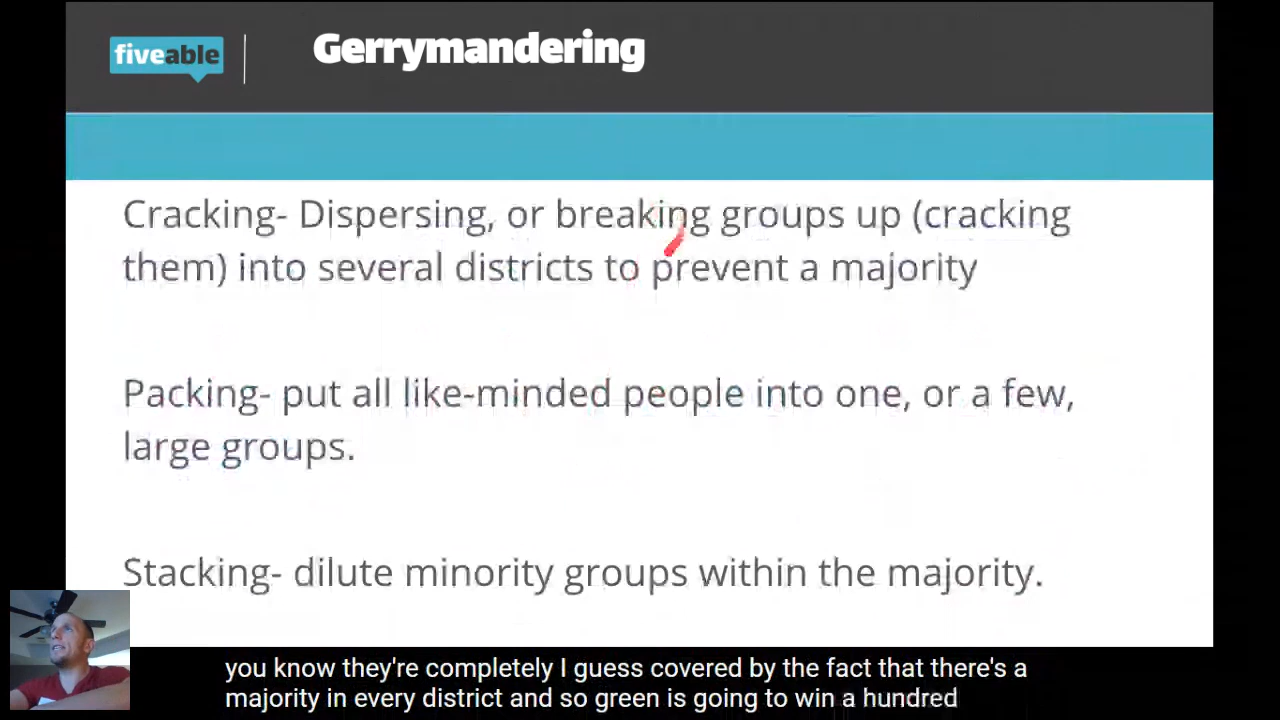 fiveable
Gerrymandering
Cracking- Dispersing, or breaking groups up (cracking
them) into several districts to prevent a majority
Packing- put all like-minded people into one, or a few,
large groups.
Stacking- dilute minority groups within the majority.
you know they're completely I guess covered by the fact that there's a
majority in every district and so green is going to win a hundred